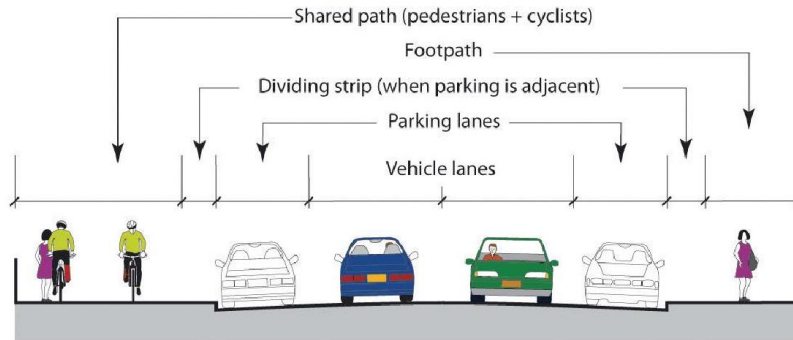 Shared path (pedestrians + cyclists)
Footpath
Dividing strip (when parking is adjacent)
Parking lanes
Vehicle lanes